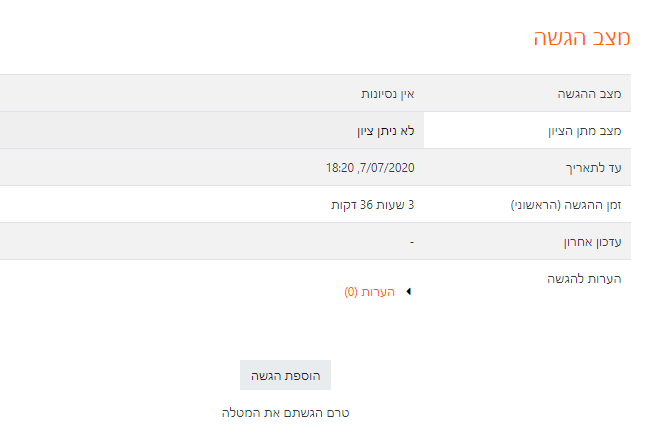 מצב הגשה
מצב ההגשה אין נסיונות
מצב מתן הציון לא ניתן ציון
עד לתאריך 7/07/2020, 18:20
זמן ההגשה (הראשוני) 3 שעות 36 דקות
עדכון אחרון -
הערות להגשה
הערות (0)
הוספת הגשה
טרם הגשתם את המטלה